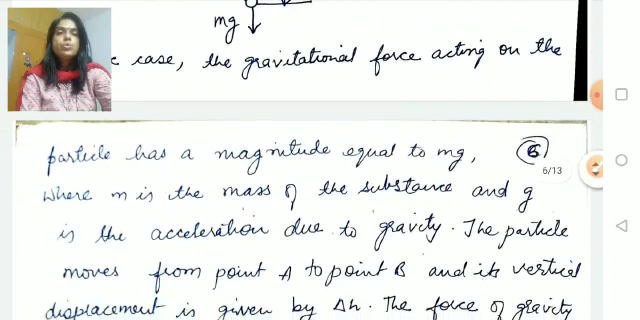 mg
case, the gravitational force acting on the
particle has a magnitude equal to mg, 6
6/13
where m is the mass of the substance and g
is the acceleration due to gravity. The particle
moves from point A to point B and its vertical
displacement is given by Δh. The force of gravity